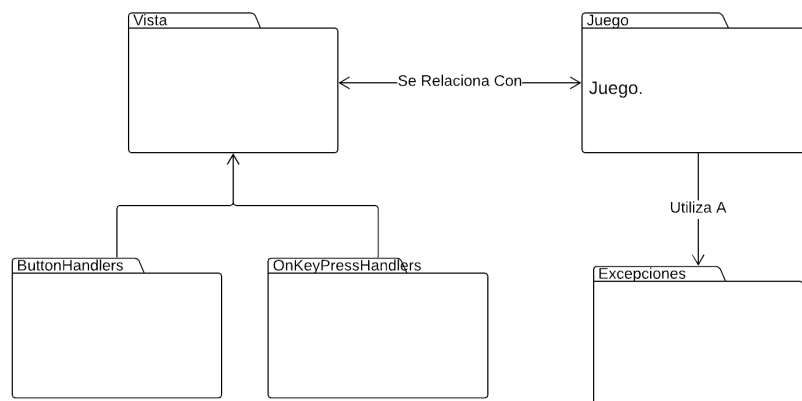 Vista
Juego
Se Relaciona Con
Juego.
Utiliza A
ButtonHandlers
OnKeyPressHandlers
Excepciones